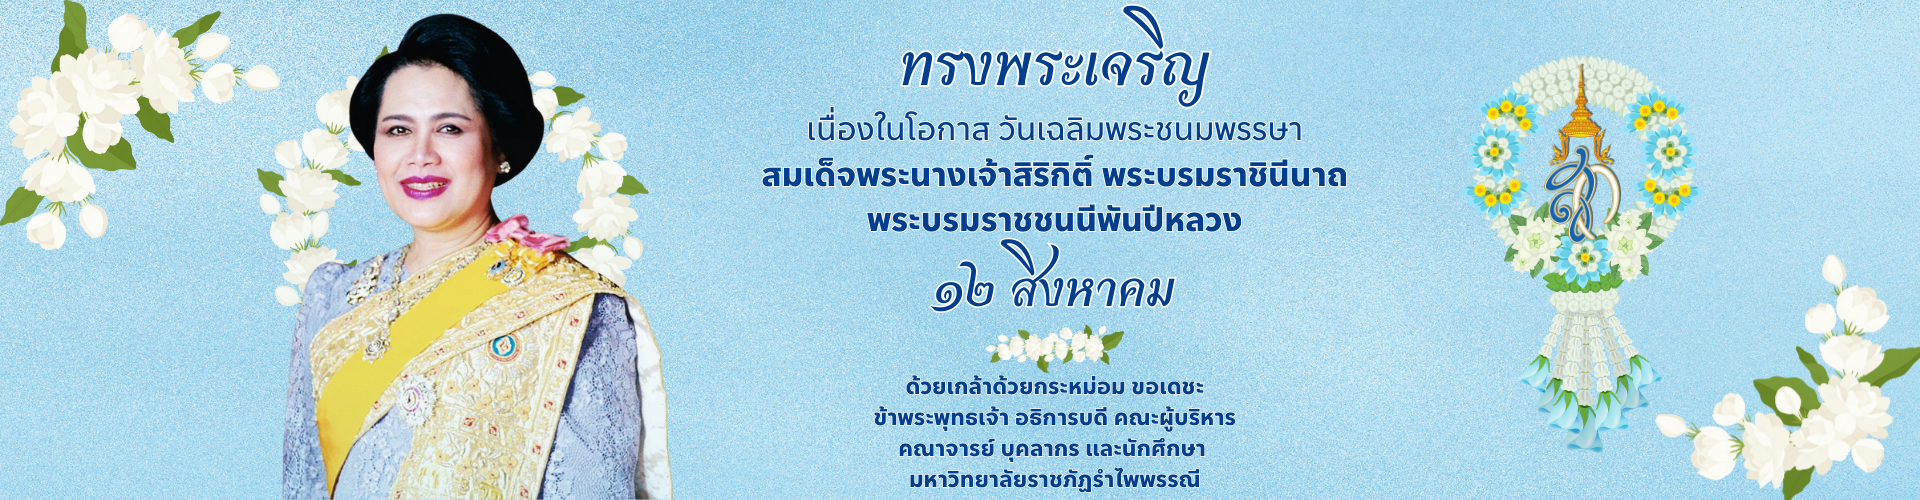 ทรงพระเจริญ
เนื่องในโอกาส วันเฉลิมพระชนมพรรษา
สมเด็จพระนางเจ้าสิริกิติ์ พระบรมราชินีนาถ
พระบรมราชชนนีพันปีหลวง
๑๒ สิงหาคม
ด้วยเกล้าด้วยกระหม่อม ขอเดชะ
ข้าพระพุทธเจ้า อธิการบดี คณะผู้บริหาร
คณาจารย์ บุคลากร และนักศึกษา
มหาวิทยาลัยราชภัฏรำไพพรรณี